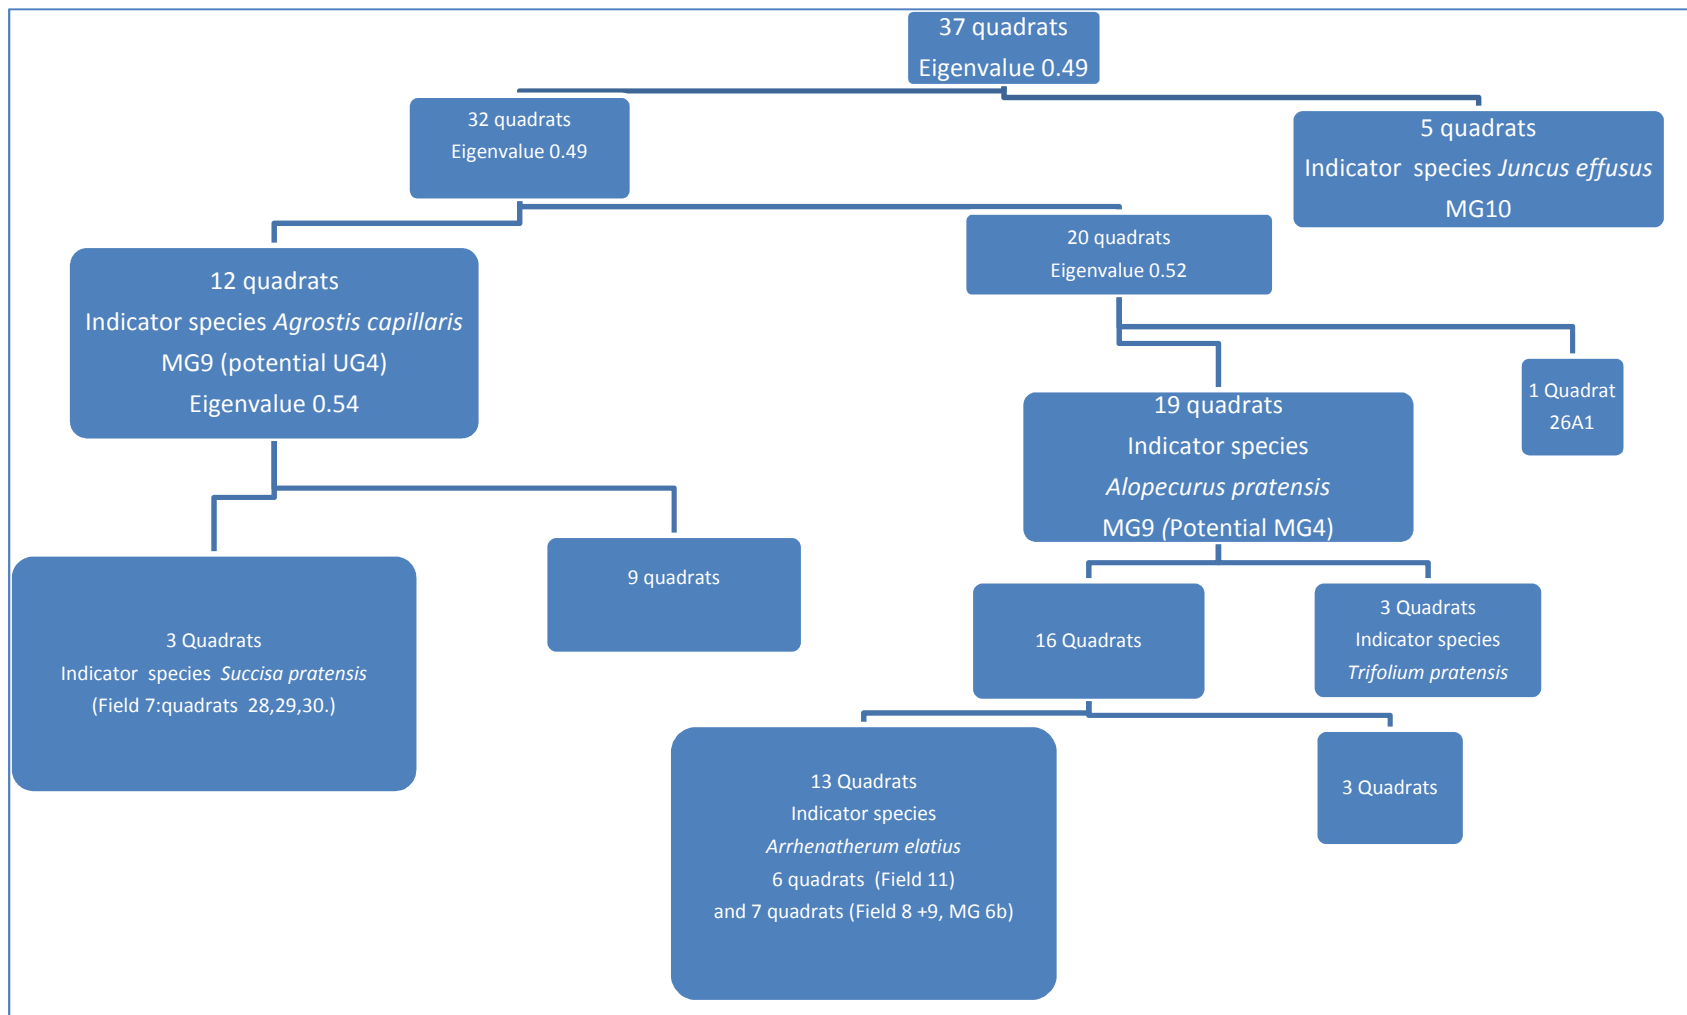 37 quadrats
Eigenvalue 0.49
32 quadrats
Eigenvalue 0.49
5 quadrats
Indicator species Juncus effusus
MG10
12 quadrats
Indicator species Agrostis capillaris
MG9 (potential UG4)
Eigenvalue 0.54
20 quadrats
Eigenvalue 0.52
19 quadrats
Indicator species
Alopecurus pratensis
MG9 (Potential MG4)
1 Quadrat
26A1
3 Quadrats
Indicator species Succisa pratensis
(Field 7:quadrats 28,29,30.)
9 quadrats
16 Quadrats
3 Quadrats
Indicator species
Trifolium pratensis
13 Quadrats
Indicator species
Arrhenatherum elatius
6 quadrats (Field 11)
and 7 quadrats (Field 8 +9, MG 6b)
3 Quadrats